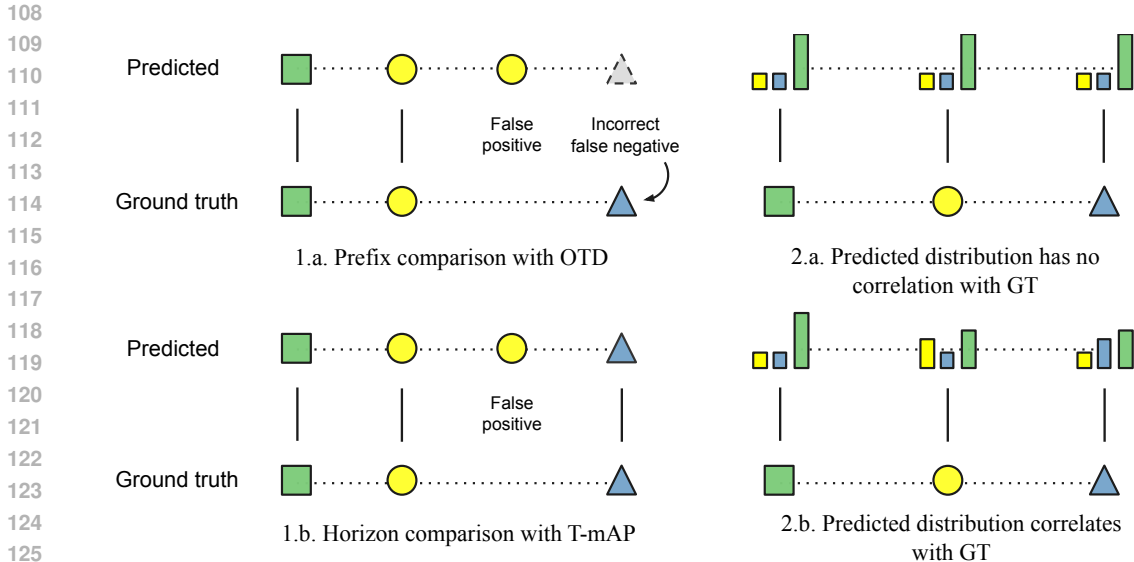 108
109
110
111
112
113
114
115
116
117
118
119
120
121
122
123
124
125
Predicted
False
positive
Incorrect
false negative
Ground truth
1.a. Prefix comparison with OTD
2.a. Predicted distribution has no
correlation with GT
Predicted
False
positive
Ground truth
1.b. Horizon comparison with T-mAP
2.b. Predicted distribution correlates
with GT